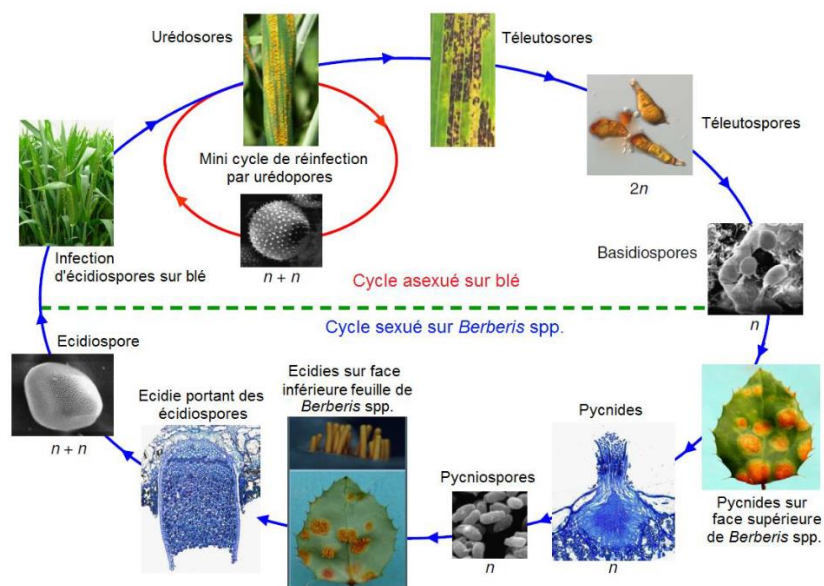 Urédosores
Téleutosores
Téleutospores
2n
Mini cycle de réinfection
par urédopores
n + n
Infection
d'écidiospores sur blé
Basidiospores
n
Cycle asexué sur blé
Cycle sexué sur Berberis spp.
Ecidiospore
n + n
Ecidie portant des
écidiospores
Ecidies sur face
inférieure feuille de
Berberis spp.
Pycniospores
n
Pycnides
n
Pycnides sur
face supérieure
de Berberis spp.